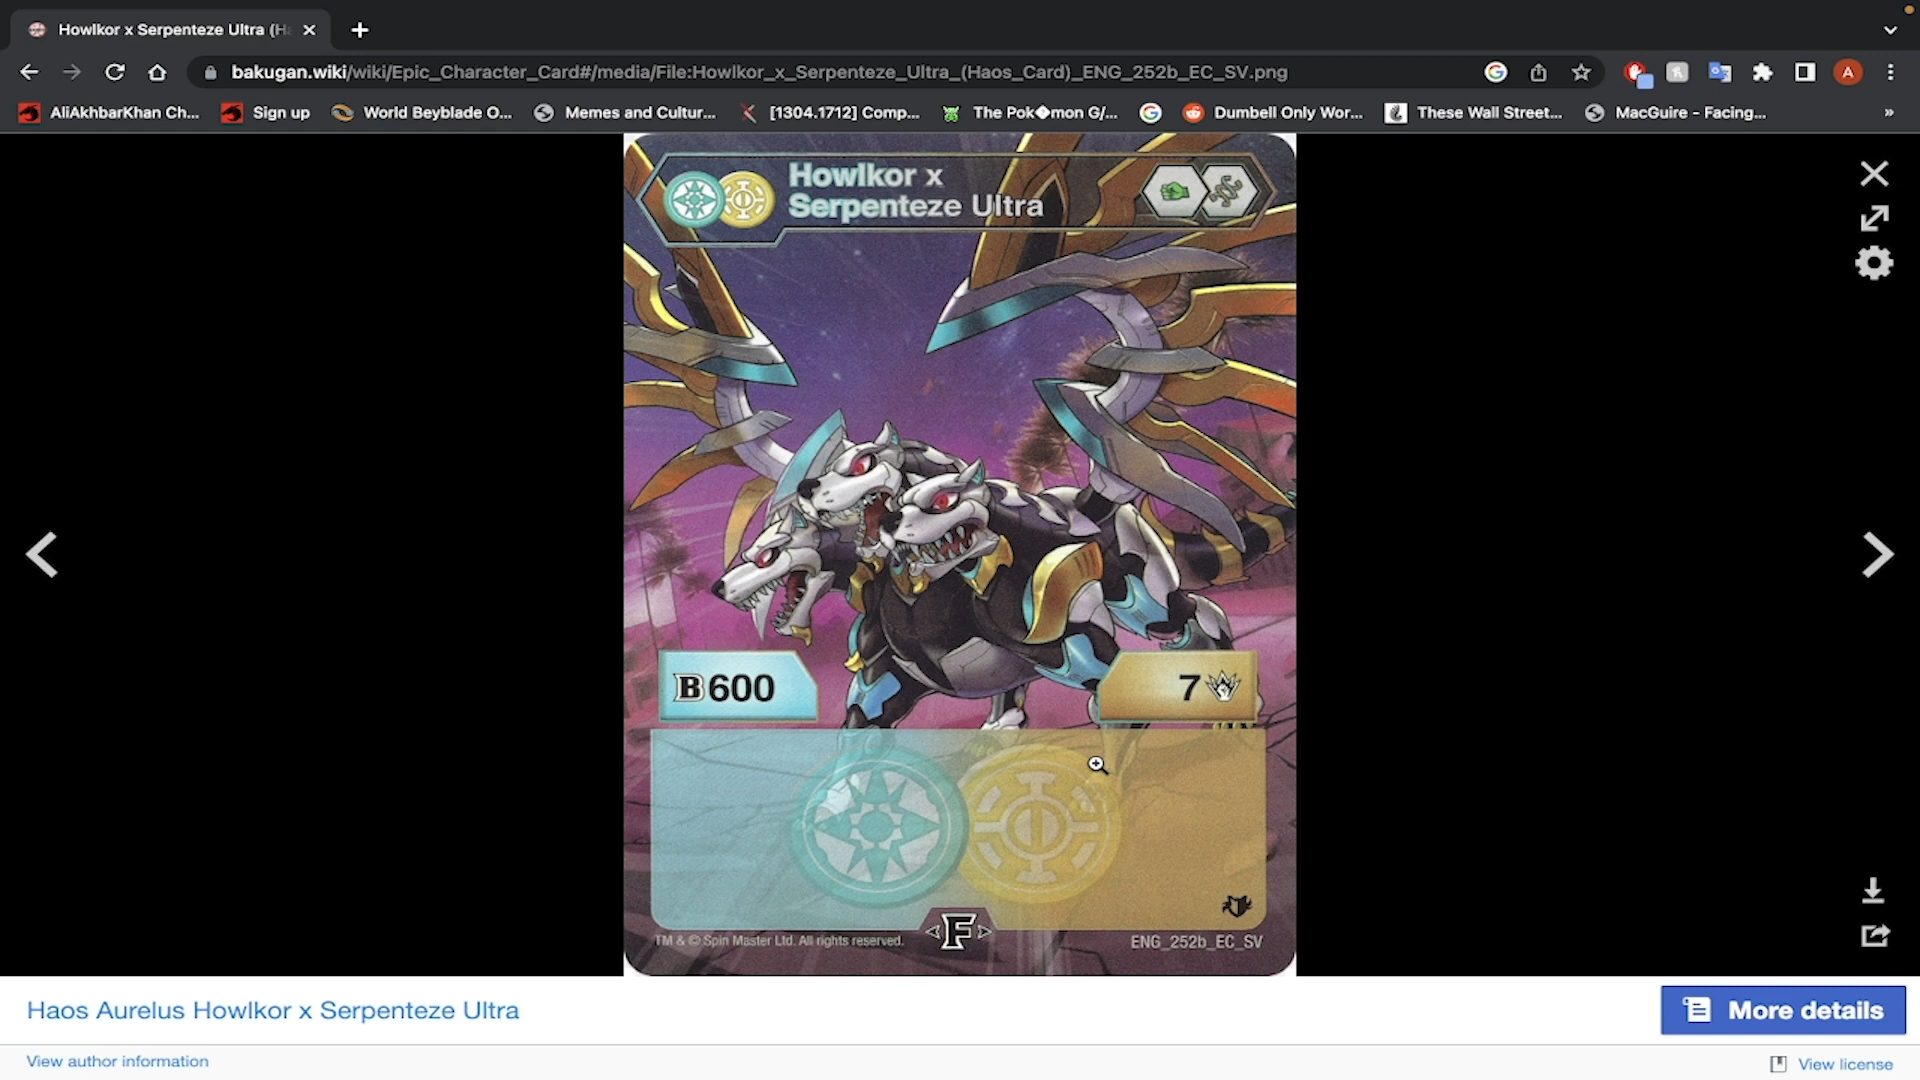 Howlkor x Serpenteze Ultra (H
bakugan.wiki/wiki/Epic_Character_Card#/media/File:Howlkor_x_Serpenteze_Ultra_(Haos_Card)_ENG_252b_EC_SV.png
A
AliAkhbarKhan Ch...
Sign up
World Beyblade O...
Memes and Cultur...
[1304.1712] Comp...
The Pok�mon G/...
Dumbell Only Wor...
These Wall Street...
MacGuire - Facing...
»
Howlkor x
Serpenteze Ultra
B600
7
TM & © Spin Master Ltd. All rights reserved.
F
ENG_252b_EC_SV
Haos Aurelus Howlkor x Serpenteze Ultra
More details
View author information
View license